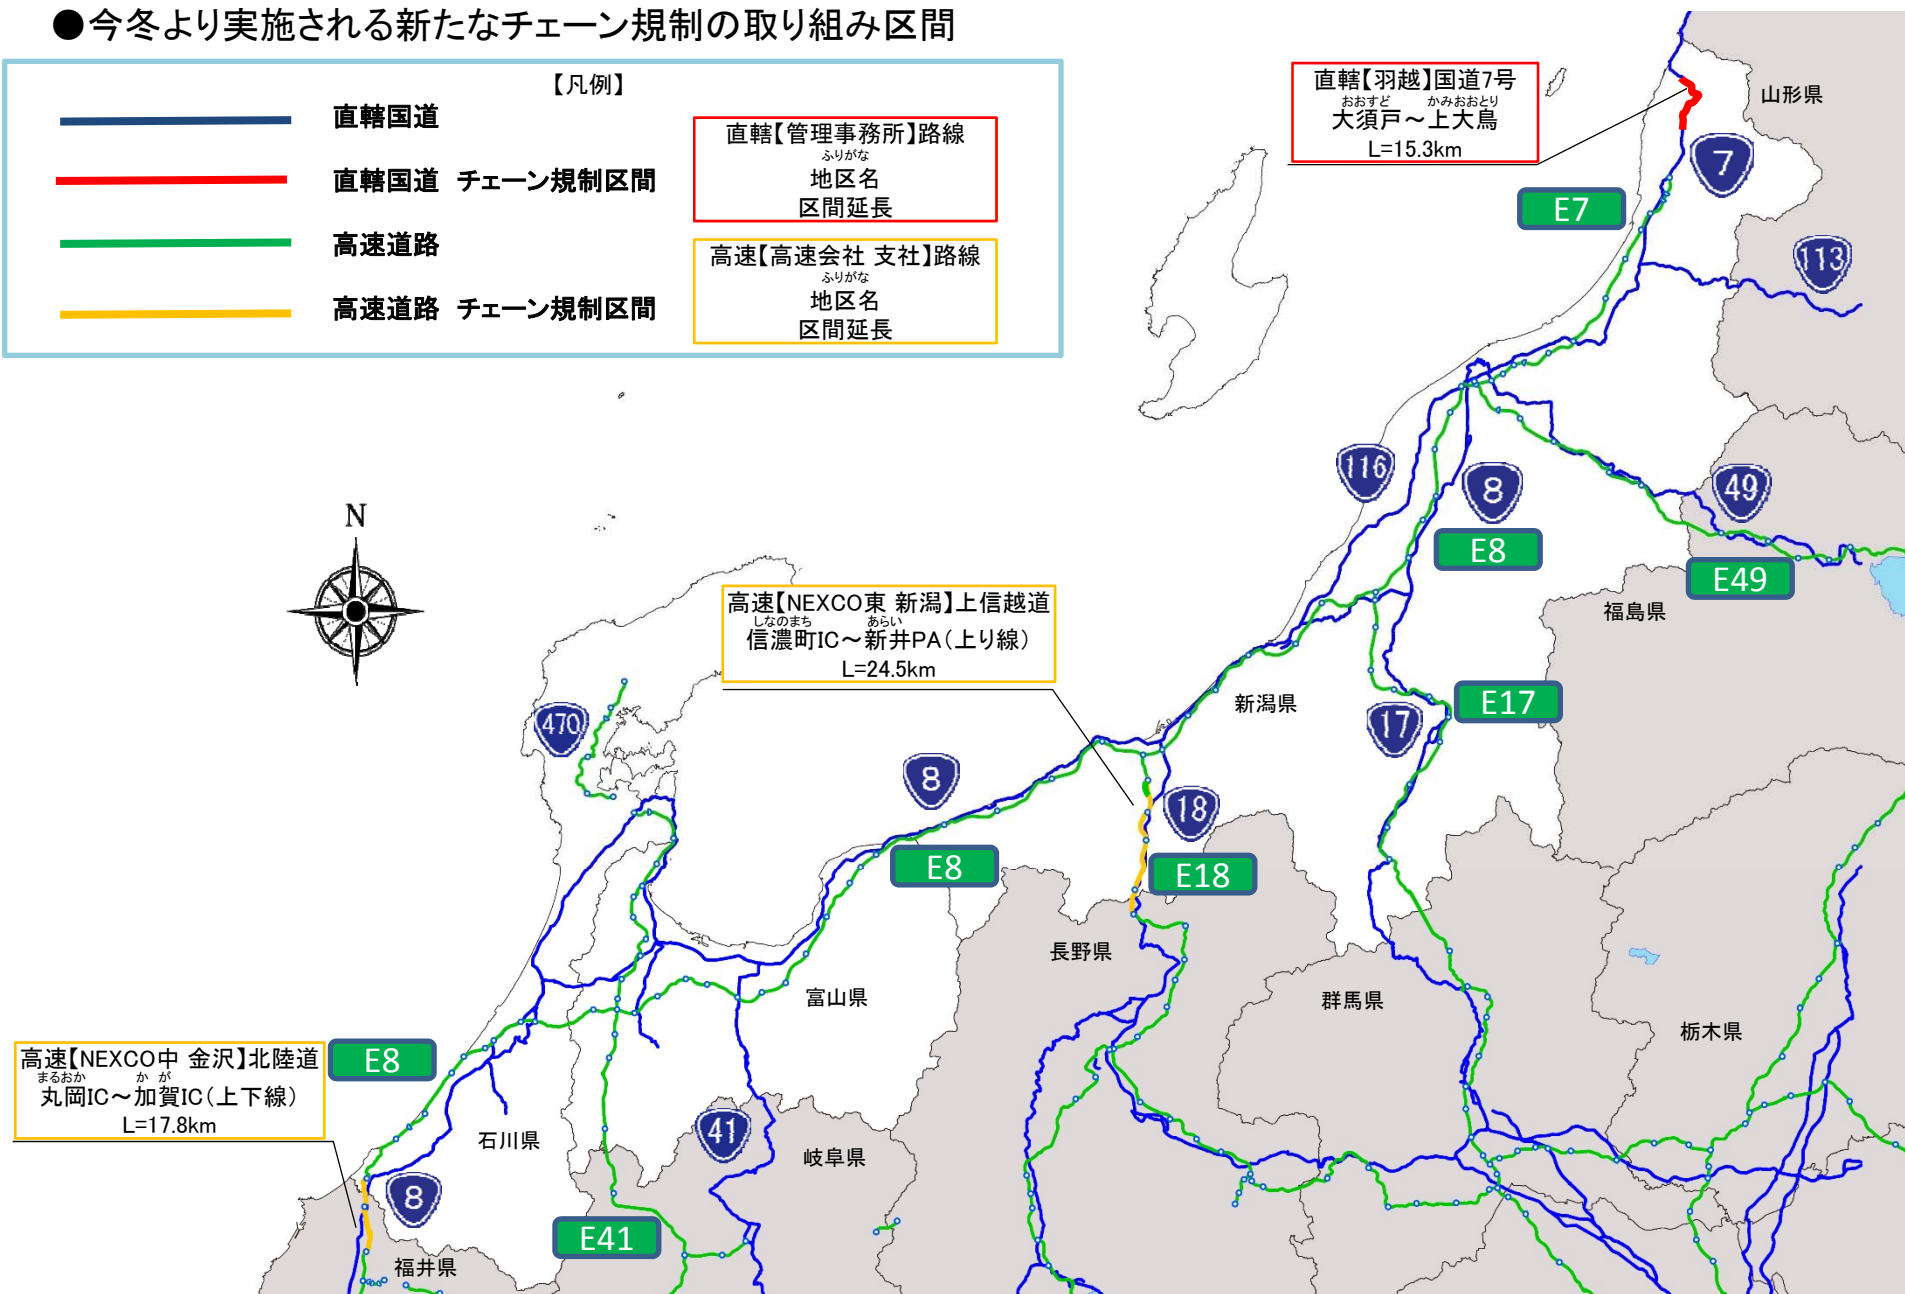 ●今冬より実施される新たなチェーン規制の取り組み区間
【凡例】
直轄国道
直轄国道 チェーン規制区間
高速道路
高速道路 チェーン規制区間
直轄【管理事務所】路線
ふりがな
地区名
区間延長
高速【高速会社 支社】路線
ふりがな
地区名
区間延長
直轄【羽越】国道7号
おおすど かみおおとり
大須戸～上大鳥
L=15.3km
山形県
7
E7
113
116
8
E8
49
E49
福島県
N
高速【NEXCO東 新潟】上信越道
しなのまち あらい
信濃町IC～新井PA（上り線）
L=24.5km
新潟県
E17
17
470
8
18
E8
E18
長野県
富山県
群馬県
栃木県
高速【NEXCO中 金沢】北陸道
まるおか かが
丸岡IC～加賀IC（上下線）
L=17.8km
E8
石川県
41
岐阜県
8
E41
福井県